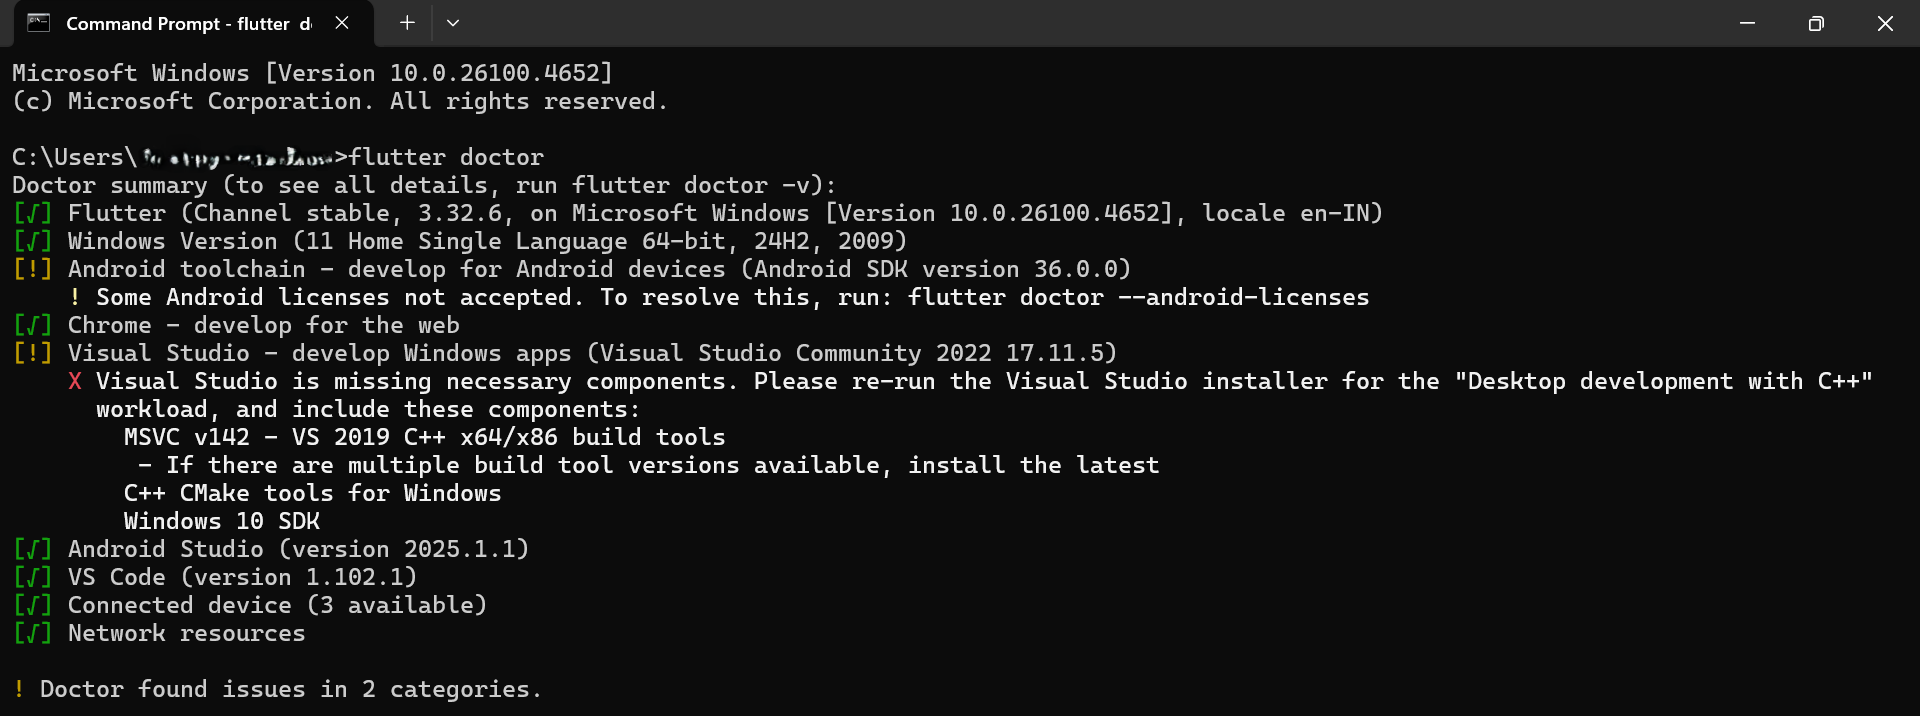 Command Prompt - flutter d
Microsoft Windows [Version 10.0.26100.4652]
(c) Microsoft Corporation. All rights reserved.
C:\Users\ >flutter doctor
Doctor summary (to see all details, run flutter doctor -v):
[√] Flutter (Channel stable, 3.32.6, on Microsoft Windows [Version 10.0.26100.4652], locale en-IN)
[√] Windows Version (11 Home Single Language 64-bit, 24H2, 2009)
[!] Android toolchain - develop for Android devices (Android SDK version 36.0.0)
! Some Android licenses not accepted. To resolve this, run: flutter doctor --android-licenses
[√] Chrome - develop for the web
[!] Visual Studio - develop Windows apps (Visual Studio Community 2022 17.11.5)
X Visual Studio is missing necessary components. Please re-run the Visual Studio installer for the "Desktop development with C++"
workload, and include these components:
MSVC v142 - VS 2019 C++ x64/x86 build tools
- If there are multiple build tool versions available, install the latest
C++ CMake tools for Windows
Windows 10 SDK
[√] Android Studio (version 2025.1.1)
[√] VS Code (version 1.102.1)
[√] Connected device (3 available)
[√] Network resources
! Doctor found issues in 2 categories.